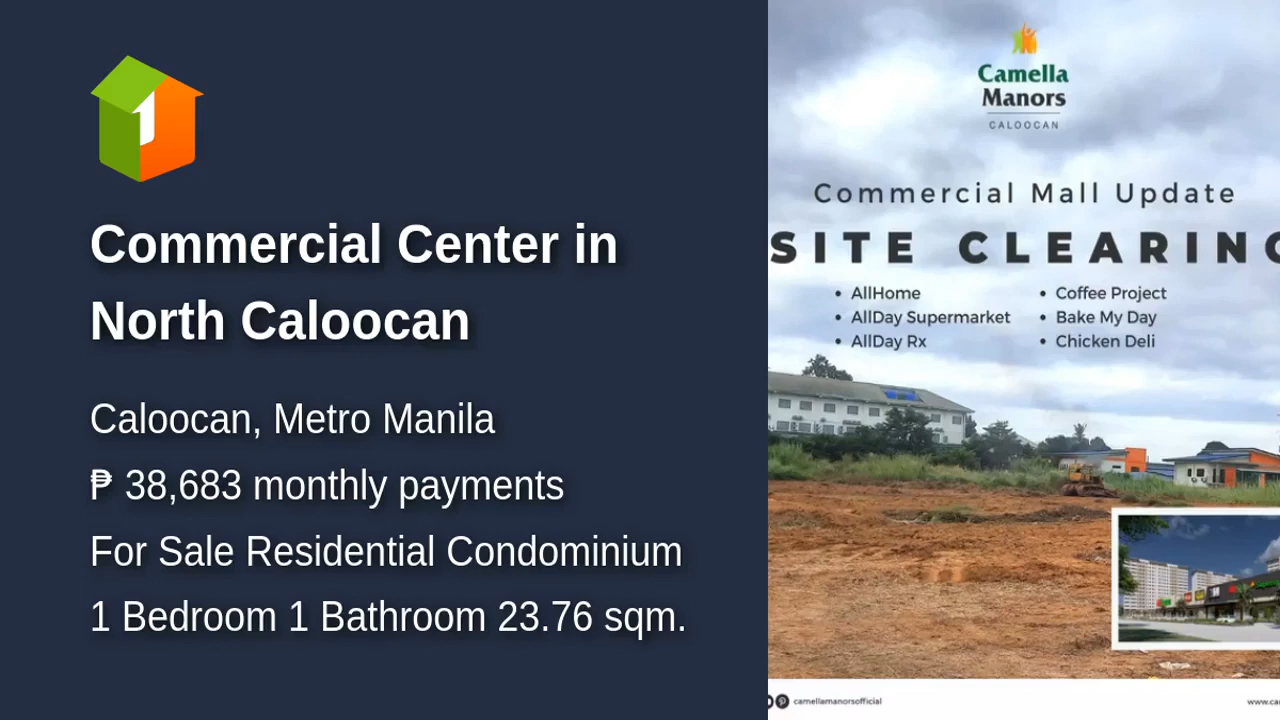 Commercial Center in
North Caloocan
Caloocan, Metro Manila
₱ 38,683 monthly payments
For Sale Residential Condominium
1 Bedroom 1 Bathroom 23.76 sqm.
Camella
Manors
CALOOCAN
Commercial Mall Update
SITE CLEARING
• AllHome
• AllDay Supermarket
• AllDay Rx
• Coffee Project
• Bake My Day
• Chicken Deli
camellamanorsofficial
www.ca